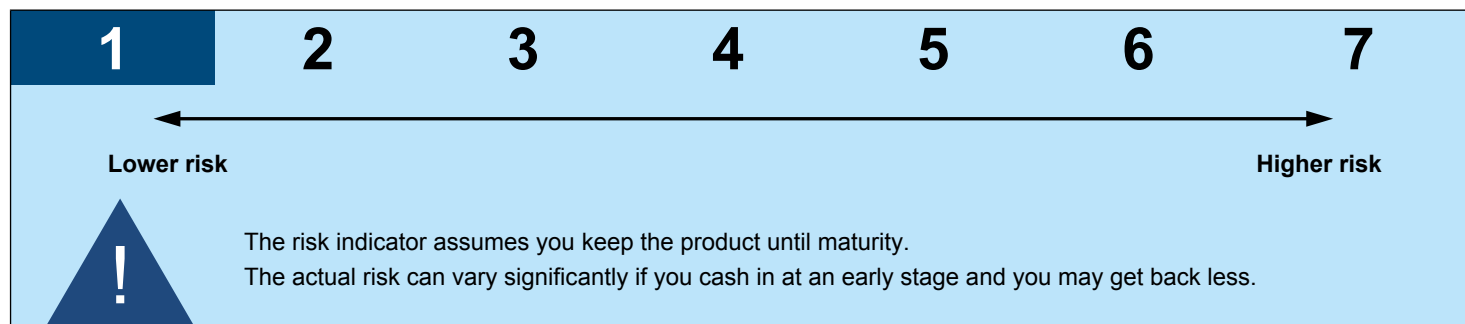 1 2 3 4 5 6 7
Lower risk Higher risk
!
The risk indicator assumes you keep the product until maturity.
The actual risk can vary significantly if you cash in at an early stage and you may get back less.